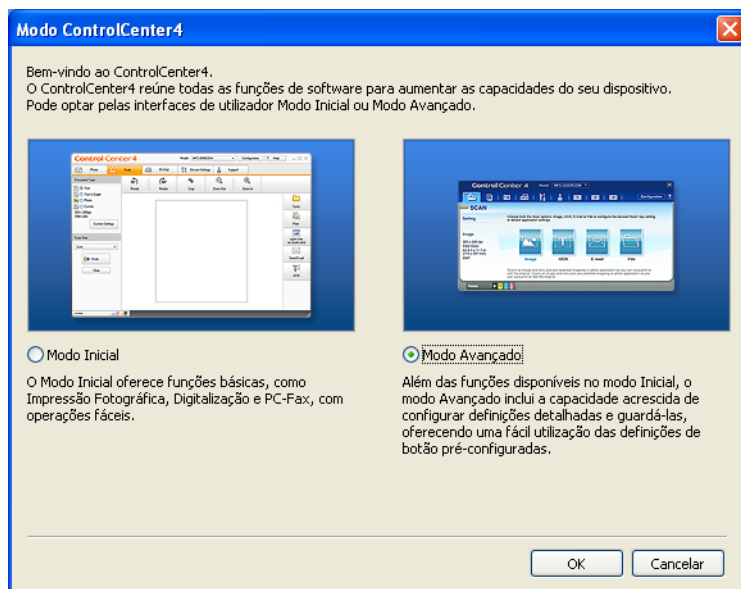 Modo ControlCenter4
Bem-vindo ao ControlCenter4.
O ControlCenter4 reúne todas as funções de software para aumentar as capacidades do seu dispositivo.
Pode optar pelas interfaces de utilizador Modo Inicial ou Modo Avançado.
Control Center 4
Control Center 4
SCAN
Image
OCR
E-mail
File
Modo Inicial
Modo Avançado
O Modo Inicial oferece funções básicas, como
Impressão Fotográfica, Digitalização e PC-Fax, com
operações fáceis.
Além das funções disponíveis no modo Inicial, o
modo Avançado inclui a capacidade acrescida de
configurar definições detalhadas e guardá-las,
oferecendo uma fácil utilização das definições de
botão pré-configuradas.
OK
Cancelar